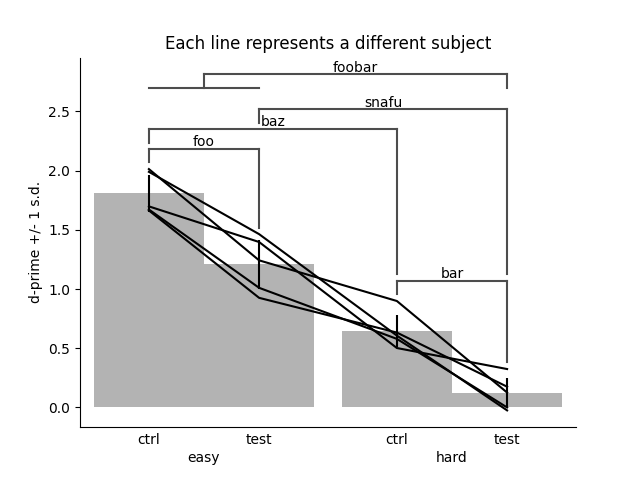 Each line represents a different subject
foobar
snafu
baz
foo
bar
d-prime +/- 1 s.d.
2.5
2.0
1.5
1.0
0.5
0.0
ctrl test ctrl test
easy hard